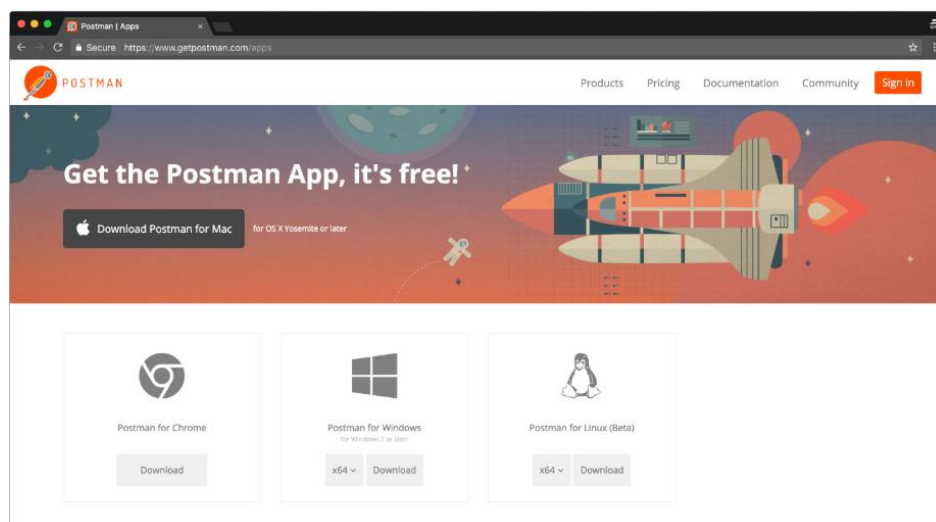 Postman | Apps
Secure https://www.getpostman.com/apps
POSTMAN
Products Pricing Documentation Community Sign in
Get the Postman App, it's free!
Download Postman for Mac for OS X Yosemite or later
Postman for Chrome
Download
Postman for Windows
for Windows 7 or later
x64 Download
Postman for Linux (Beta)
x64 Download